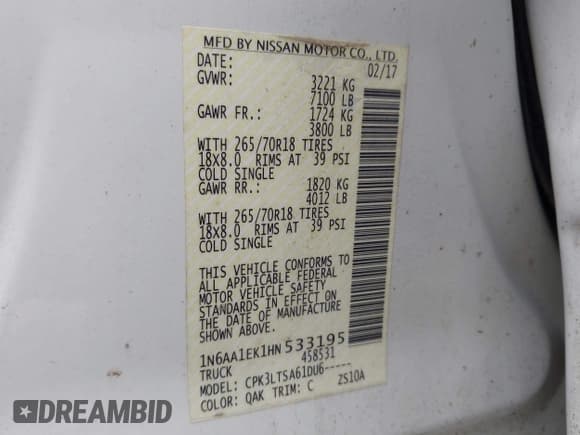 MFD BY NISSAN MOTOR CO., LTD.
DATE: 02/17
GVWR: 3221 KG
7100 LB
GAWR FR.: 1724 KG
3800 LB
WITH 265/70R18 TIRES
18X8.0 RIMS AT 39 PSI
COLD SINGLE
GAWR RR.: 1820 KG
4012 LB
WITH 265/70R18 TIRES
18X8.0 RIMS AT 39 PSI
COLD SINGLE
THIS VEHICLE CONFORMS TO
ALL APPLICABLE FEDERAL
MOTOR VEHICLE SAFETY
STANDARDS IN EFFECT ON
THE DATE OF MANUFACTURE
SHOWN ABOVE.
1N6AA1EK1HN533195
TRUCK 458531
MODEL: CPK3LTSA61DU6-----
COLOR: QAK TRIM: C ZS10A
DREAMBID